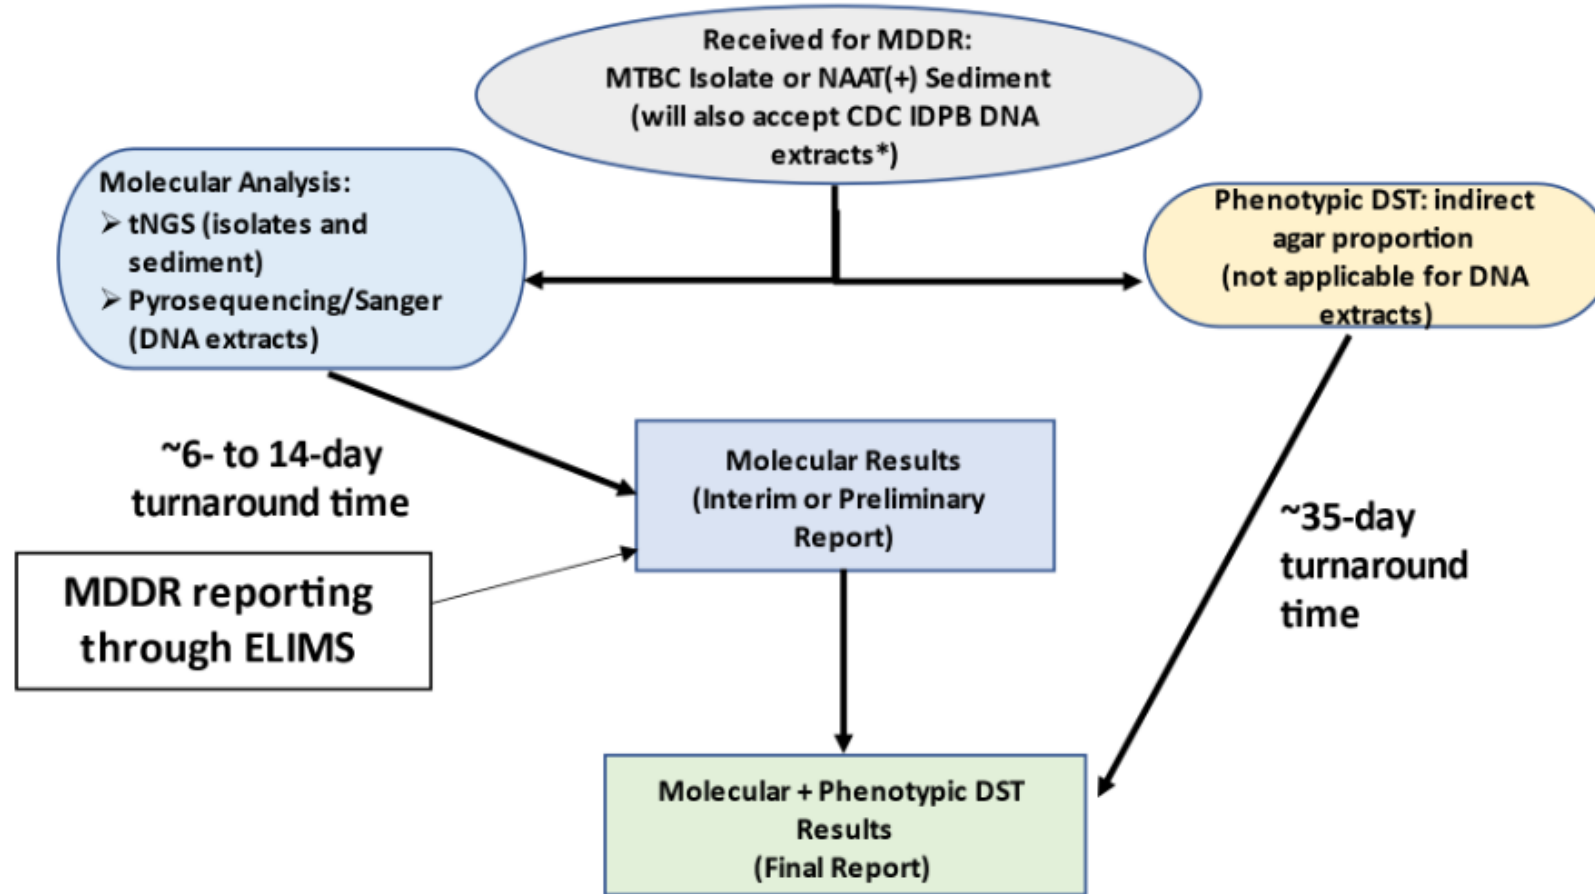 Received for MDDR:
MTBC Isolate or NAAT(+) Sediment
(will also accept CDC IDPB DNA
extracts*)
Molecular Analysis:
➢ tNGS (isolates and
sediment)
➢ Pyrosequencing/Sanger
(DNA extracts)
Phenotypic DST: indirect
agar proportion
(not applicable for DNA
extracts)
~6- to 14-day
turnaround time
Molecular Results
(Interim or Preliminary
Report)
~35-day
turnaround
time
MDDR reporting
through ELIMS
Molecular + Phenotypic DST
Results
(Final Report)